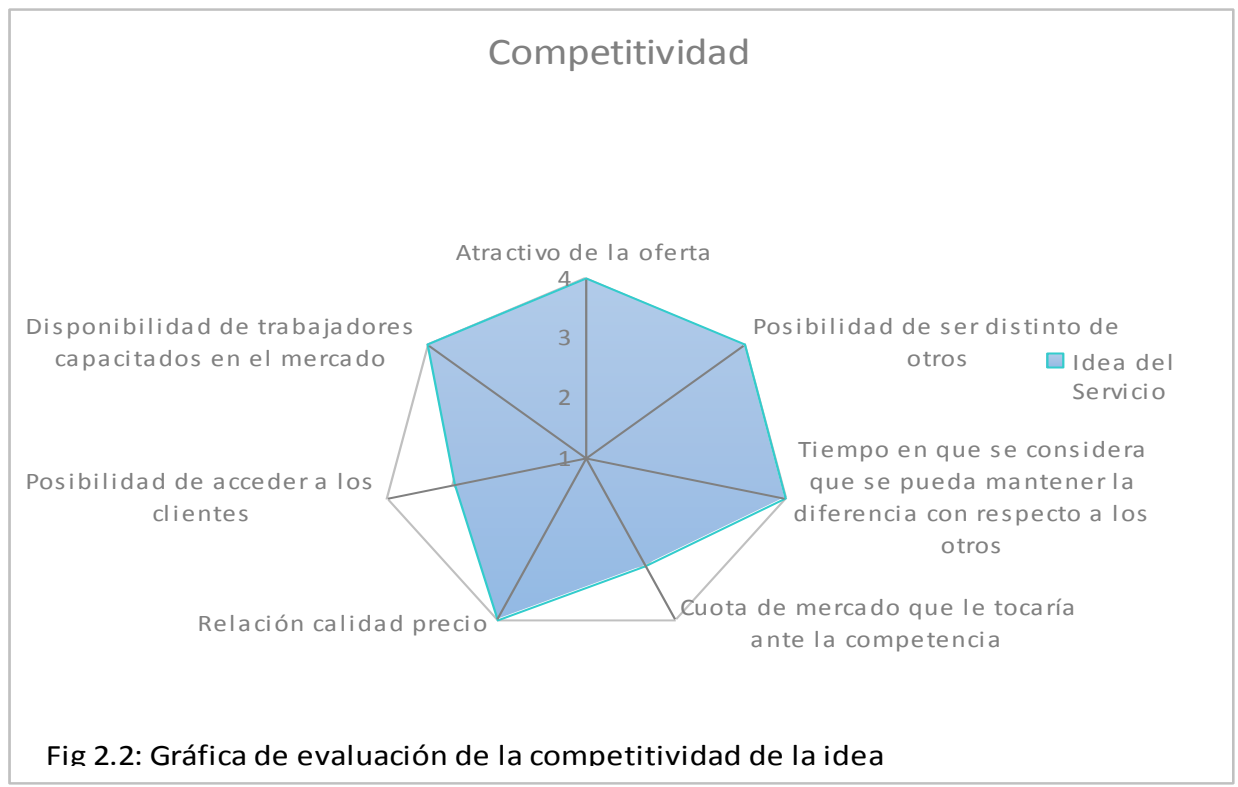 Competitividad
Atractivo de la oferta
4
3
2
1
Posibilidad de ser distinto de
otros
Idea del
Servicio
Tiempo en que se considera
que se pueda mantener la
diferencia con respecto a los
otros
Cuota de mercado que le tocaría
ante la competencia
Relación calidad precio
Posibilidad de acceder a los
clientes
Disponibilidad de trabajadores
capacitados en el mercado
Fig 2.2: Gráfica de evaluación de la competitividad de la idea